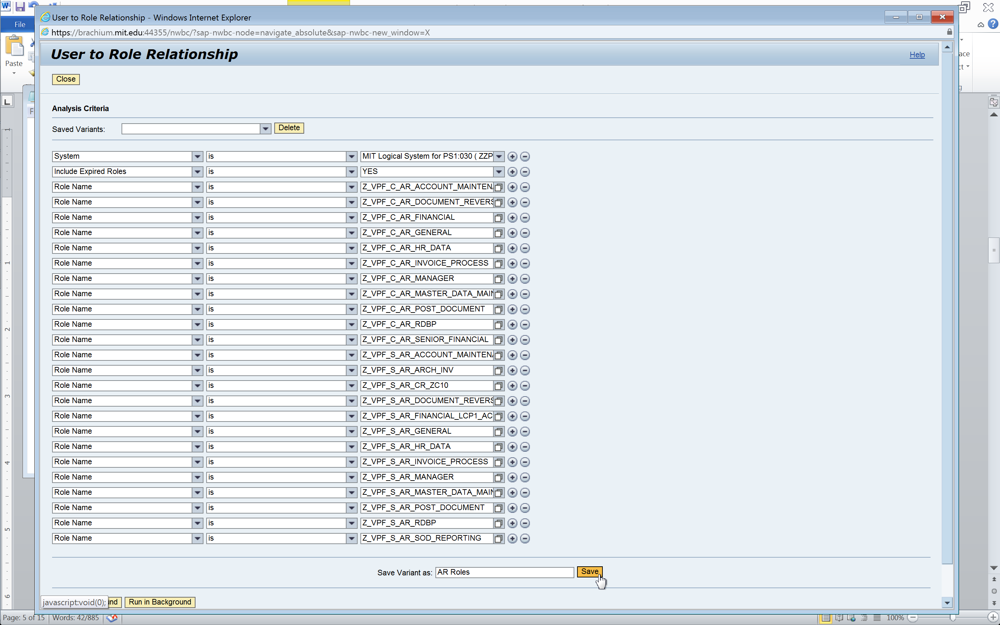 File
User to Role Relationship - Windows Internet Explorer
https://brachium.mit.edu:44355/nwbc/?sap-nwbc-node=navigate_absolute&sap-nwbc-new_window=X
User to Role Relationship
Help
Paste
Close
Analysis Criteria
Saved Variants:
Delete
System is MIT Logical System for PS1:030 ( ZZP
Include Expired Roles is YES
Role Name is Z_VPF_C_AR_ACCOUNT_MAINTEN
Role Name is Z_VPF_C_AR_DOCUMENT_REVERS
Role Name is Z_VPF_C_AR_FINANCIAL
Role Name is Z_VPF_C_AR_GENERAL
Role Name is Z_VPF_C_AR_HR_DATA
Role Name is Z_VPF_C_AR_INVOICE_PROCESS
Role Name is Z_VPF_C_AR_MANAGER
Role Name is Z_VPF_C_AR_MASTER_DATA_MAIN
Role Name is Z_VPF_C_AR_POST_DOCUMENT
Role Name is Z_VPF_C_AR_RDBP
Role Name is Z_VPF_C_AR_SENIOR_FINANCIAL
Role Name is Z_VPF_S_AR_ACCOUNT_MAINTEN
Role Name is Z_VPF_S_AR_ARCH_INV
Role Name is Z_VPF_S_AR_CR_ZC10
Role Name is Z_VPF_S_AR_DOCUMENT_REVERS
Role Name is Z_VPF_S_AR_FINANCIAL_LCP1_AC
Role Name is Z_VPF_S_AR_GENERAL
Role Name is Z_VPF_S_AR_HR_DATA
Role Name is Z_VPF_S_AR_INVOICE_PROCESS
Role Name is Z_VPF_S_AR_MANAGER
Role Name is Z_VPF_S_AR_MASTER_DATA_MAIN
Role Name is Z_VPF_S_AR_POST_DOCUMENT
Role Name is Z_VPF_S_AR_RDBP
Role Name is Z_VPF_S_AR_SOD_REPORTING
Save Variant as: AR Roles Save
javascript:void(0); Run in Background
Page: 5 of 15 Words: 42/885 100%